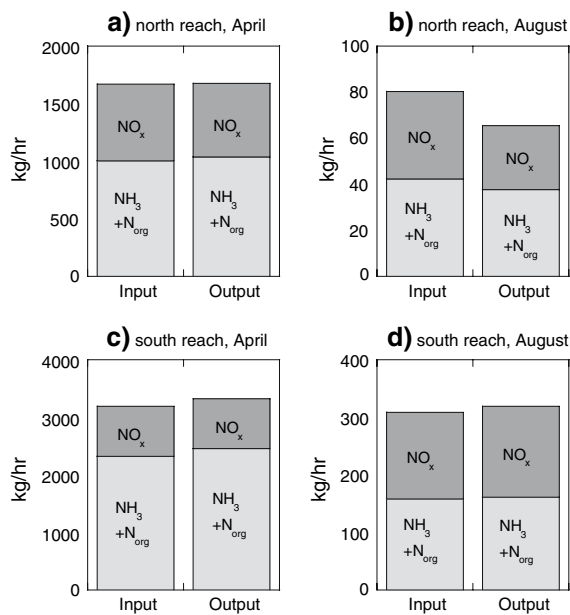 a) north reach, April
kg/hr
2000
1500
1000
500
0
NOx
NOx
NH3
+Norg
NH3
+Norg
Input
Output
b) north reach, August
kg/hr
100
80
60
40
20
0
NOx
NOx
NH3
+Norg
NH3
+Norg
Input
Output
c) south reach, April
kg/hr
4000
3000
2000
1000
0
NOx
NOx
NH3
+Norg
NH3
+Norg
Input
Output
d) south reach, August
kg/hr
400
300
200
100
0
NOx
NOx
NH3
+Norg
NH3
+Norg
Input
Output